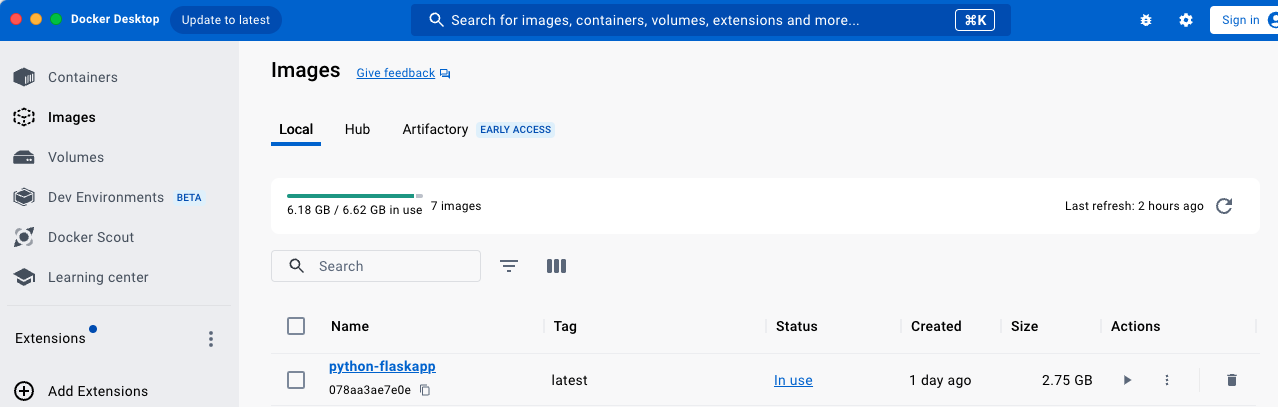 Docker Desktop Update to latest Search for images, containers, volumes, extensions and more... ⌘K Sign in
Containers
Images
Volumes
Dev Environments BETA
Docker Scout
Learning center
Extensions
Add Extensions
Images Give feedback
Local Hub Artifactory EARLY ACCESS
6.18 GB / 6.62 GB in use 7 images Last refresh: 2 hours ago
Search
Name Tag Status Created Size Actions
python-flaskapp
078aa3ae7e0e latest In use 1 day ago 2.75 GB